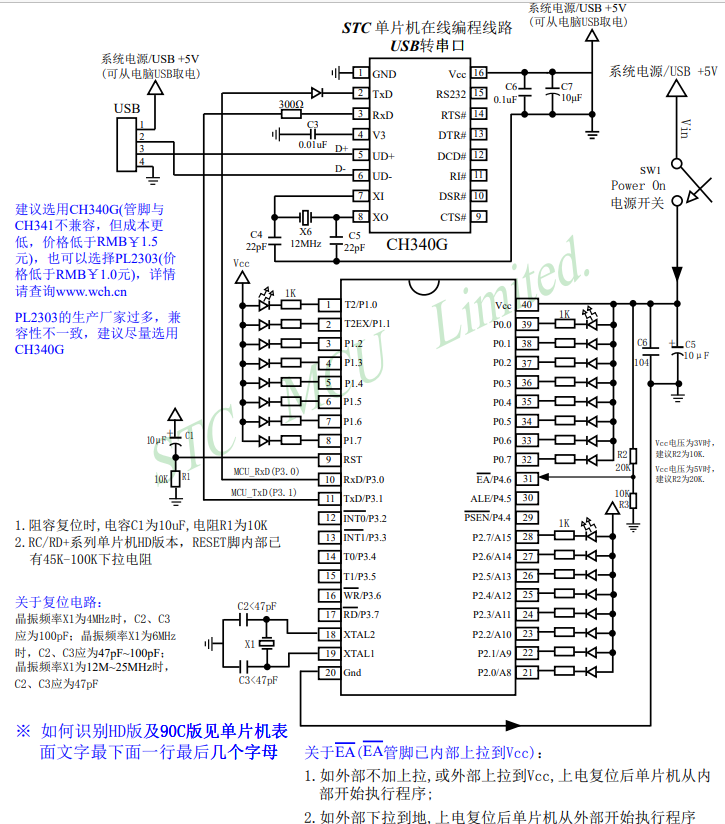 STC 单片机在线编程线路
USB转串口
系统电源/USB +5V
(可从电脑USB取电)
系统电源/USB +5V
(可从电脑USB取电)
系统电源/USB +5V
Vin
SW1
Power On
电源开关
USB
1
2
3
4
D+
D-
300Ω
C3
0.01uF
1 GND
2 TxD
3 RxD
4 V3
5 UD+
6 UD-
7 XI
8 XO
Vcc 16
RS232 15
RTS# 14
DTR# 13
DCD# 12
RI# 11
DSR# 10
CTS# 9
CH340G
C6
0.1uF
C7
10μF
C4
22pF
X6
12MHz
C5
22pF
建议选用CH340G(管脚与
CH341不兼容，但成本更
低，价格低于RMB￥1.5
元)，也可以选择PL2303(价
格低于RMB￥1.0元)，详情
请查询www.wch.cn
PL2303的生产厂家过多，兼
容性不一致，建议尽量选用
CH340G
STC MCU Limited.
Vcc
1K
1 T2/P1.0
2 T2EX/P1.1
3 P1.2
4 P1.3
5 P1.4
6 P1.5
7 P1.6
8 P1.7
9 RST
10 RxD/P3.0
11 TxD/P3.1
12 INT0/P3.2
13 INT1/P3.3
14 T0/P3.4
15 T1/P3.5
16 WR/P3.6
17 RD/P3.7
18 XTAL2
19 XTAL1
20 Gnd
Vcc 40
P0.0 39
P0.1 38
P0.2 37
P0.3 36
P0.4 35
P0.5 34
P0.6 33
P0.7 32
EA/P4.6 31
ALE/P4.5 30
PSEN/P4.4 29
P2.7/A15 28
P2.6/A14 27
P2.5/A13 26
P2.4/A12 25
P2.3/A11 24
P2.2/A10 23
P2.1/A9 22
P2.0/A8 21
1K
1K
C6
104
+ C5
10μF
Vcc电压为3V时，
建议R2为10K.
Vcc电压为5V时，
建议R2为20K.
R2
20K
10K
R3
10μF
+ C1
10K
R1
MCU_RxD(P3.0)
MCU_TxD(P3.1)
1.阻容复位时,电容C1为10uF,电阻R1为10K
2.RC/RD+系列单片机HD版本，RESET脚内部已
有45K-100K下拉电阻
关于复位电路：
晶振频率X1为4MHz时，C2、C3
应为100pF；晶振频率X1为6MHz
时，C2、C3应为47pF~100pF；
晶振频率X1为12M~25MHz时，
C2、C3应为47pF
C2<47pF
X1
C3<47pF
※ 如何识别HD版及90C版见单片机表
面文字最下面一行最后几个字母
关于EA(EA管脚已内部上拉到Vcc)：
1.如外部不加上拉,或外部上拉到Vcc,上电复位后单片机从内
部开始执行程序;
2.如外部下拉到地,上电复位后单片机从外部开始执行程序